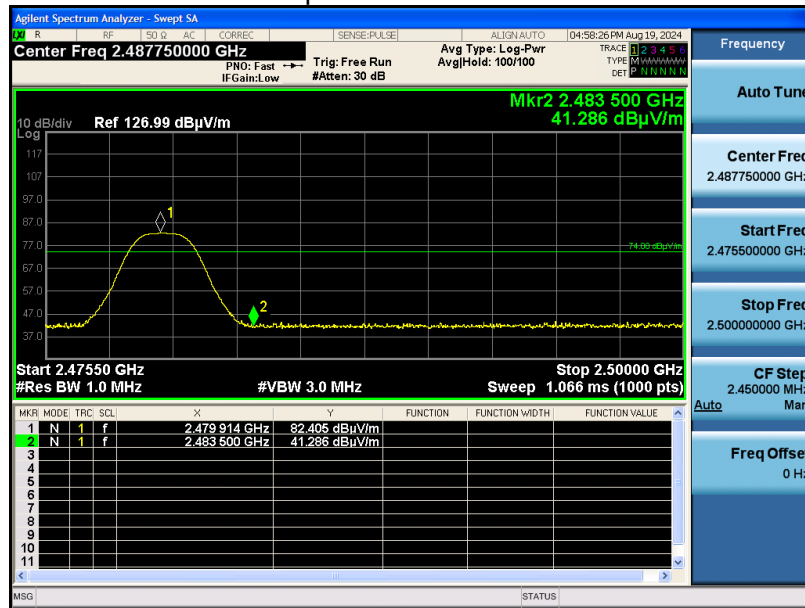 Agilent Spectrum Analyzer - Swept SA
LXI R RF 50 Ω AC CORREC SENSE:PULSE ALIGN AUTO 04:58:26 PM Aug 19, 2024
Center Freq 2.487750000 GHz
PNO: Fast
IFGain:Low
Trig: Free Run
#Atten: 30 dB
Avg Type: Log-Pwr
Avg|Hold: 100/100
TRACE 1 2 3 4 5 6
TYPE M WWWWW
DET P N N N N N
Mkr2 2.483 500 GHz
41.286 dBµV/m
10 dB/div Ref 126.99 dBµV/m
Log
117
107
97.0
87.0
77.0
67.0
57.0
47.0
37.0
1
2
74.00 dBµV/m
Start 2.47550 GHz Stop 2.50000 GHz
#Res BW 1.0 MHz #VBW 3.0 MHz Sweep 1.066 ms (1000 pts)
MKR MODE TRC SCL X Y FUNCTION FUNCTION WIDTH FUNCTION VALUE
1 N 1 f 2.479 914 GHz 82.405 dBµV/m
2 N 1 f 2.483 500 GHz 41.286 dBµV/m
3
4
5
6
7
8
9
10
11
MSG STATUS
Frequency
Auto Tune
Center Freq
2.487750000 GHz
Start Freq
2.475500000 GHz
Stop Freq
2.500000000 GHz
CF Step
2.450000 MHz
Auto Man
Freq Offset
0 Hz